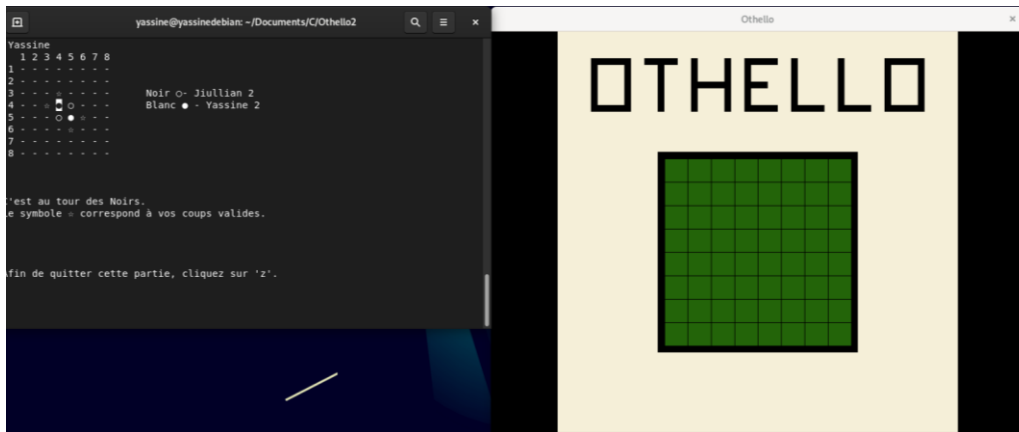 yassine@yassinedebian: ~/Documents/C/Othello2
Yassine
1 2 3 4 5 6 7 8
1 - - - - - - - -
2 - - - - - - - -
3 - - - ☆ - - - -
Noir ○- Jiullian 2
4 - - ☆ ● ○ - - -
Blanc ● - Yassine 2
5 - - - ○ ● ☆ - -
6 - - - - ☆ - - -
7 - - - - - - - -
8 - - - - - - - -
C'est au tour des Noirs.
Le symbole ☆ correspond à vos coups valides.
Afin de quitter cette partie, cliquez sur 'z'.
Othello
OTHELLO